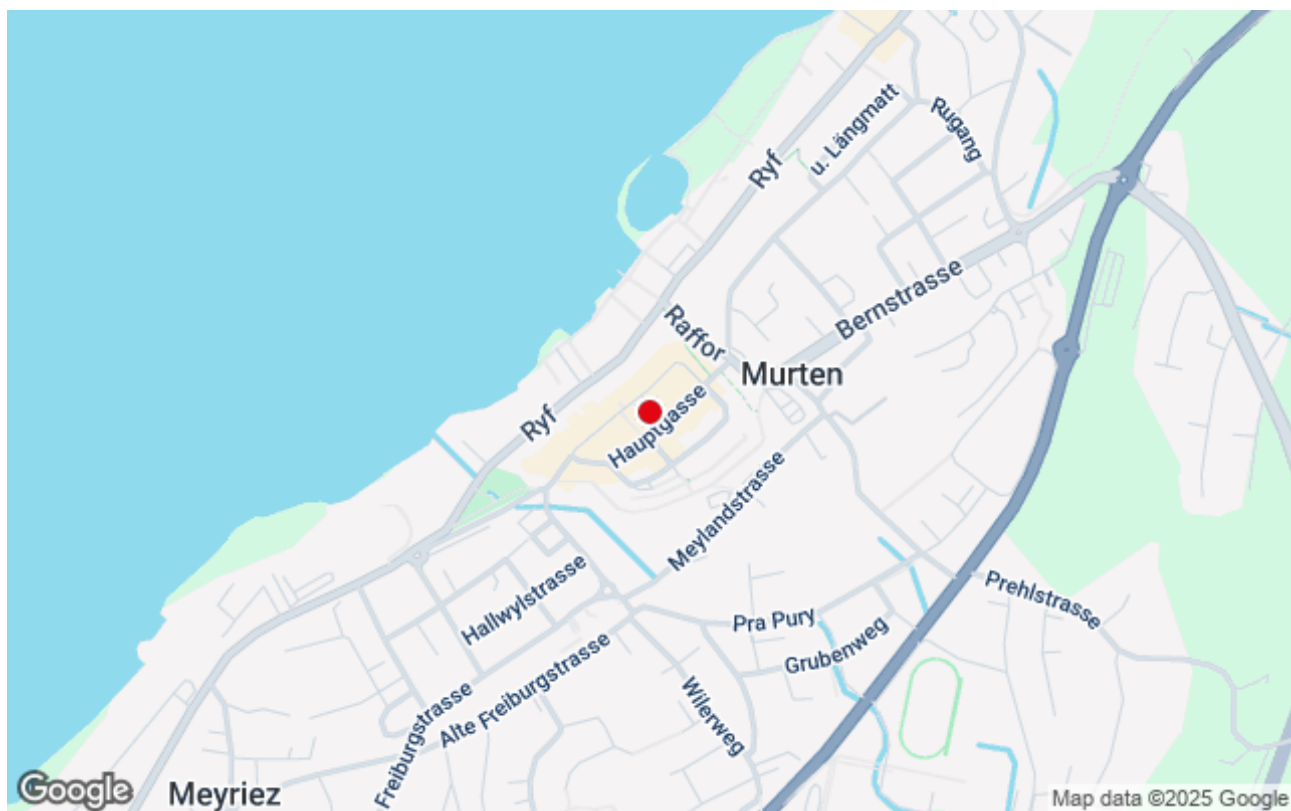 u. Längmatt
Rugang
Ryf
Bernstrasse
Raffor
Murten
Hauptgasse
Ryf
Meylandstrasse
Hallwylstrasse
Prehlstrasse
Pra Pury
Grubenweg
Alte Freiburgstrasse
Freiburgstrasse
Wilerweg
Meyriez
Google
Map data ©2025 Google